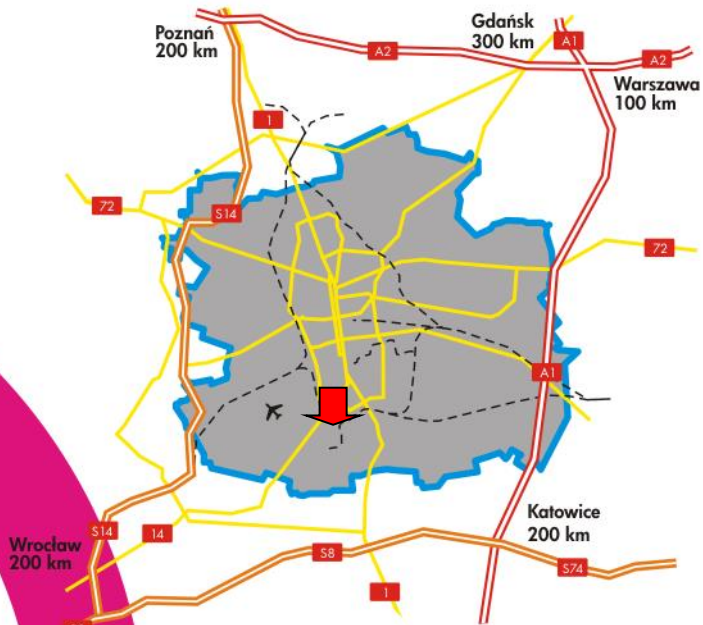 Poznań
200 km
Gdańsk
300 km
A1
A2
A2
Warszawa
100 km
1
72
S14
72
A1
Katowice
200 km
S14
14
Wrocław
200 km
S8
S74
1